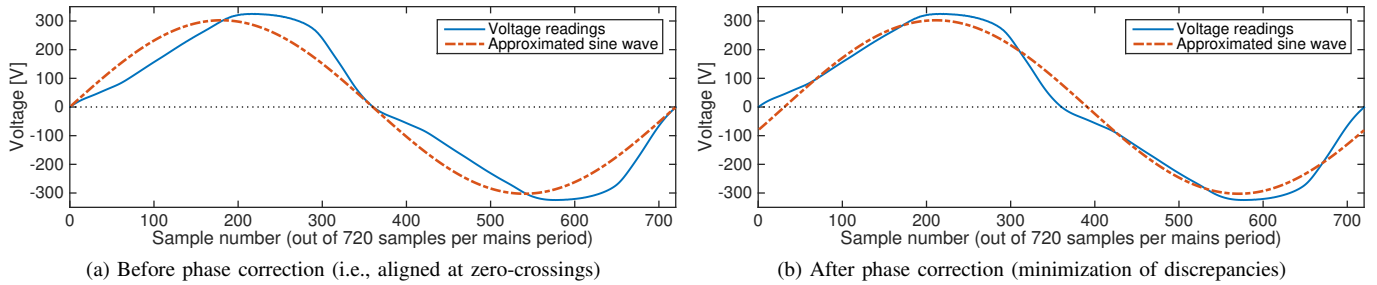 300
200
100
0
-100
-200
-300
Voltage [V]
0 100 200 300 400 500 600 700
Sample number (out of 720 samples per mains period)
Voltage readings
Approximated sine wave
(a) Before phase correction (i.e., aligned at zero-crossings)
300
200
100
0
-100
-200
-300
Voltage [V]
0 100 200 300 400 500 600 700
Sample number (out of 720 samples per mains period)
Voltage readings
Approximated sine wave
(b) After phase correction (minimization of discrepancies)